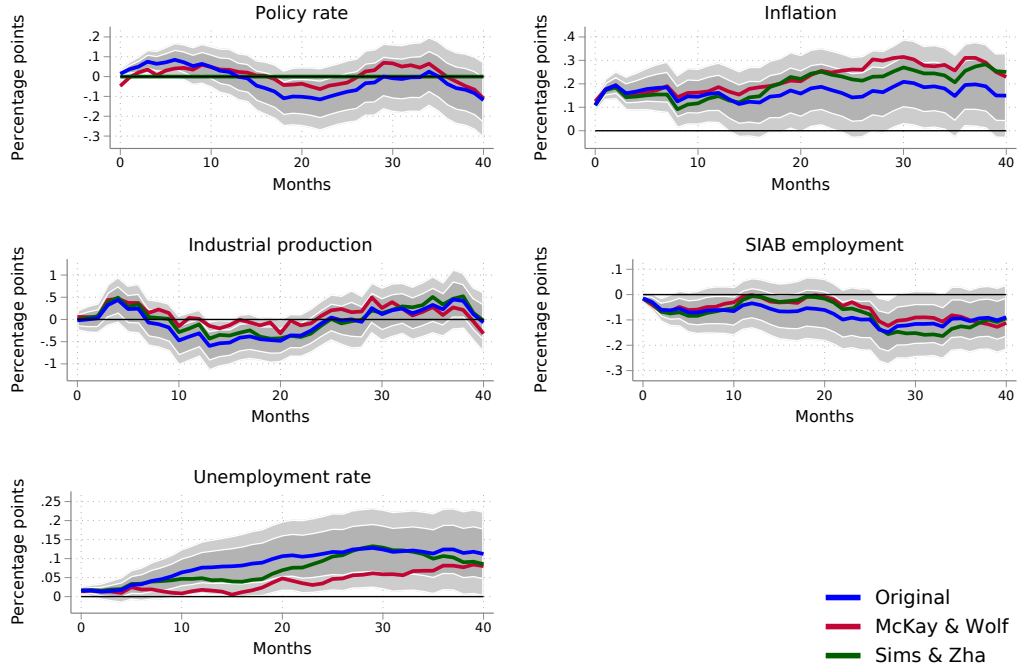 Policy rate
Percentage points
.2
.1
0
-.1
-.2
-.3
0 10 20 30 40
Months
Inflation
Percentage points
.4
.3
.2
.1
0
0 10 20 30 40
Months
Industrial production
Percentage points
1
.5
0
-.5
-1
0 10 20 30 40
Months
SIAB employment
Percentage points
.1
0
-.1
-.2
-.3
0 10 20 30 40
Months
Unemployment rate
Percentage points
.25
.2
.15
.1
.05
0
0 10 20 30 40
Months
Original
McKay & Wolf
Sims & Zha